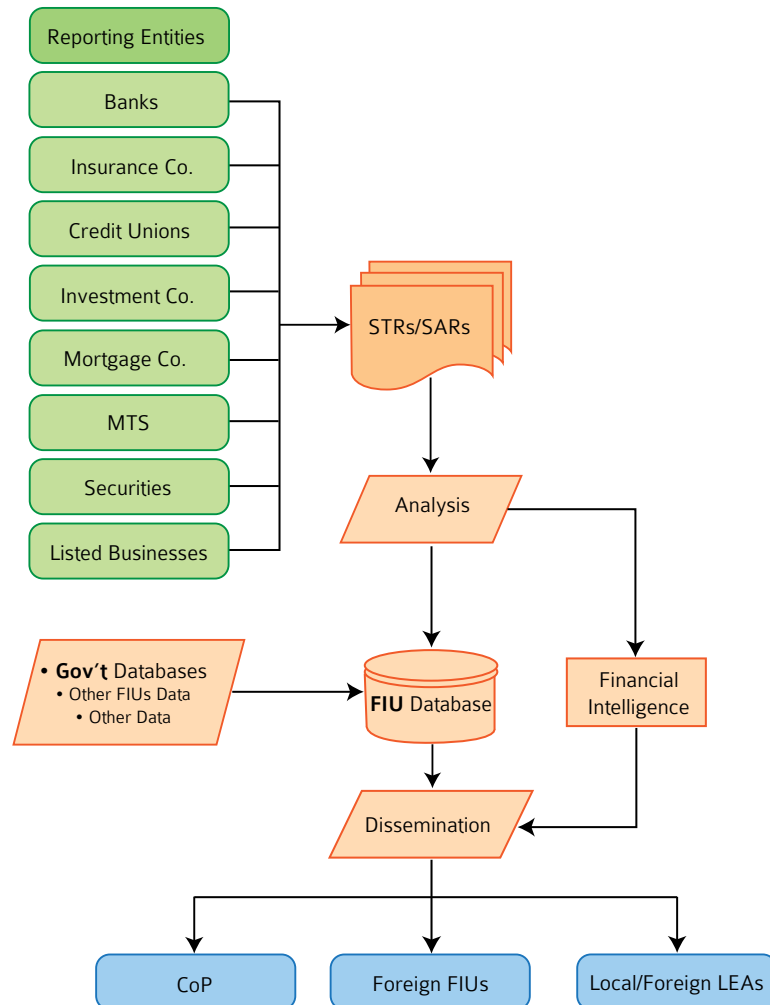 Reporting Entities
Banks
Insurance Co.
Credit Unions
Investment Co.
Mortgage Co.
MTS
Securities
Listed Businesses
STRs/SARs
Analysis
• Gov't Databases
• Other FIUs Data
• Other Data
FIU Database
Financial
Intelligence
Dissemination
CoP
Foreign FIUs
Local/Foreign LEAs